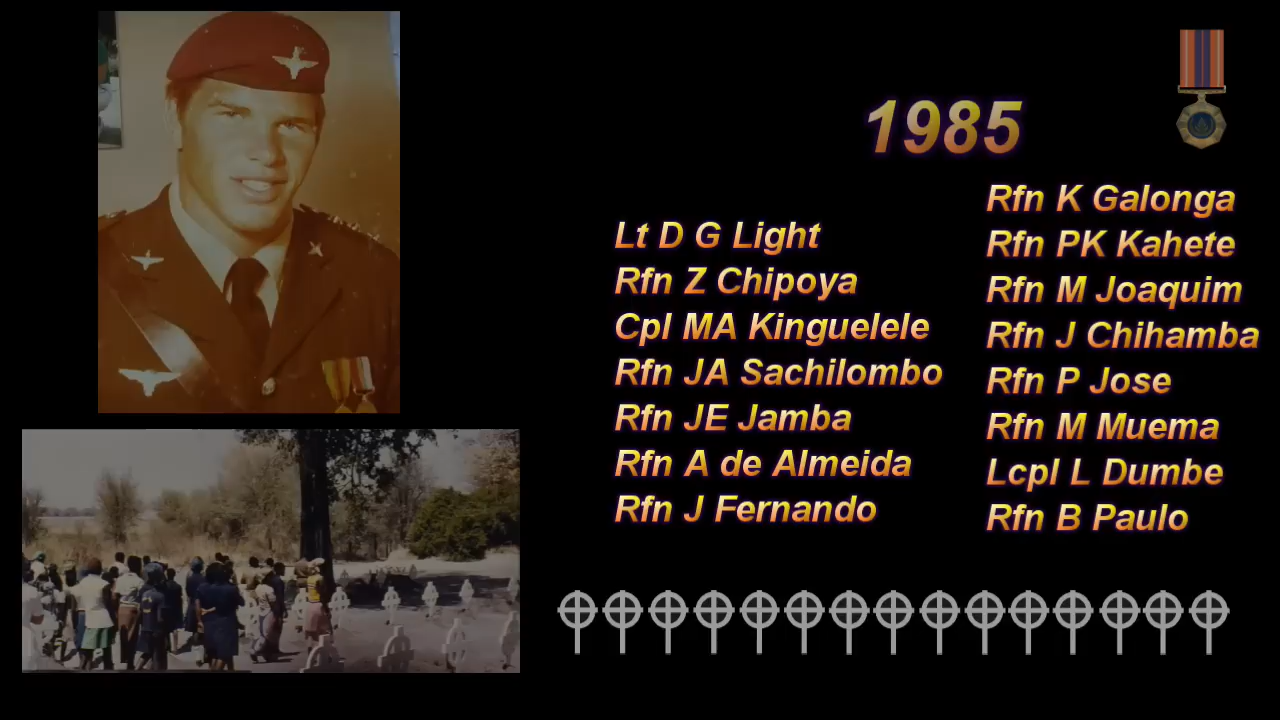 1985
Lt D G Light
Rfn Z Chipoya
Cpl MA Kinguelele
Rfn JA Sachilombo
Rfn JE Jamba
Rfn A de Almeida
Rfn J Fernando
Rfn K Galonga
Rfn PK Kahete
Rfn M Joaquim
Rfn J Chihamba
Rfn P Jose
Rfn M Muema
Lcpl L Dumbe
Rfn B Paulo